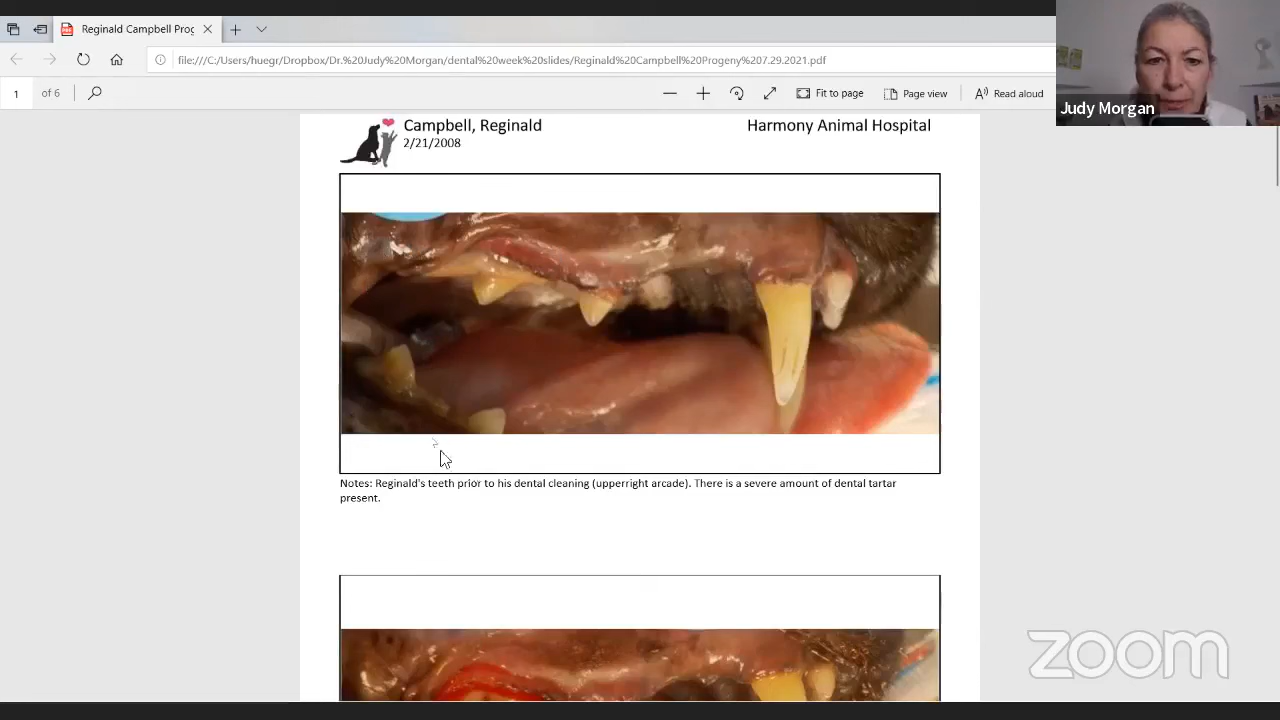 Reginald Campbell Prog
file:///C:/Users/huegr/Dropbox/Dr.%20Judy%20Morgan/dental%20week%20slides/Reginald%20Campbell%20Progeny%207.29.2021.pdf
1 of 6
Fit to page
Page view
Read aloud
Judy Morgan
Campbell, Reginald
Harmony Animal Hospital
2/21/2008
Notes: Reginald's teeth prior to his dental cleaning (upperright arcade). There is a severe amount of dental tartar
present.
zoom